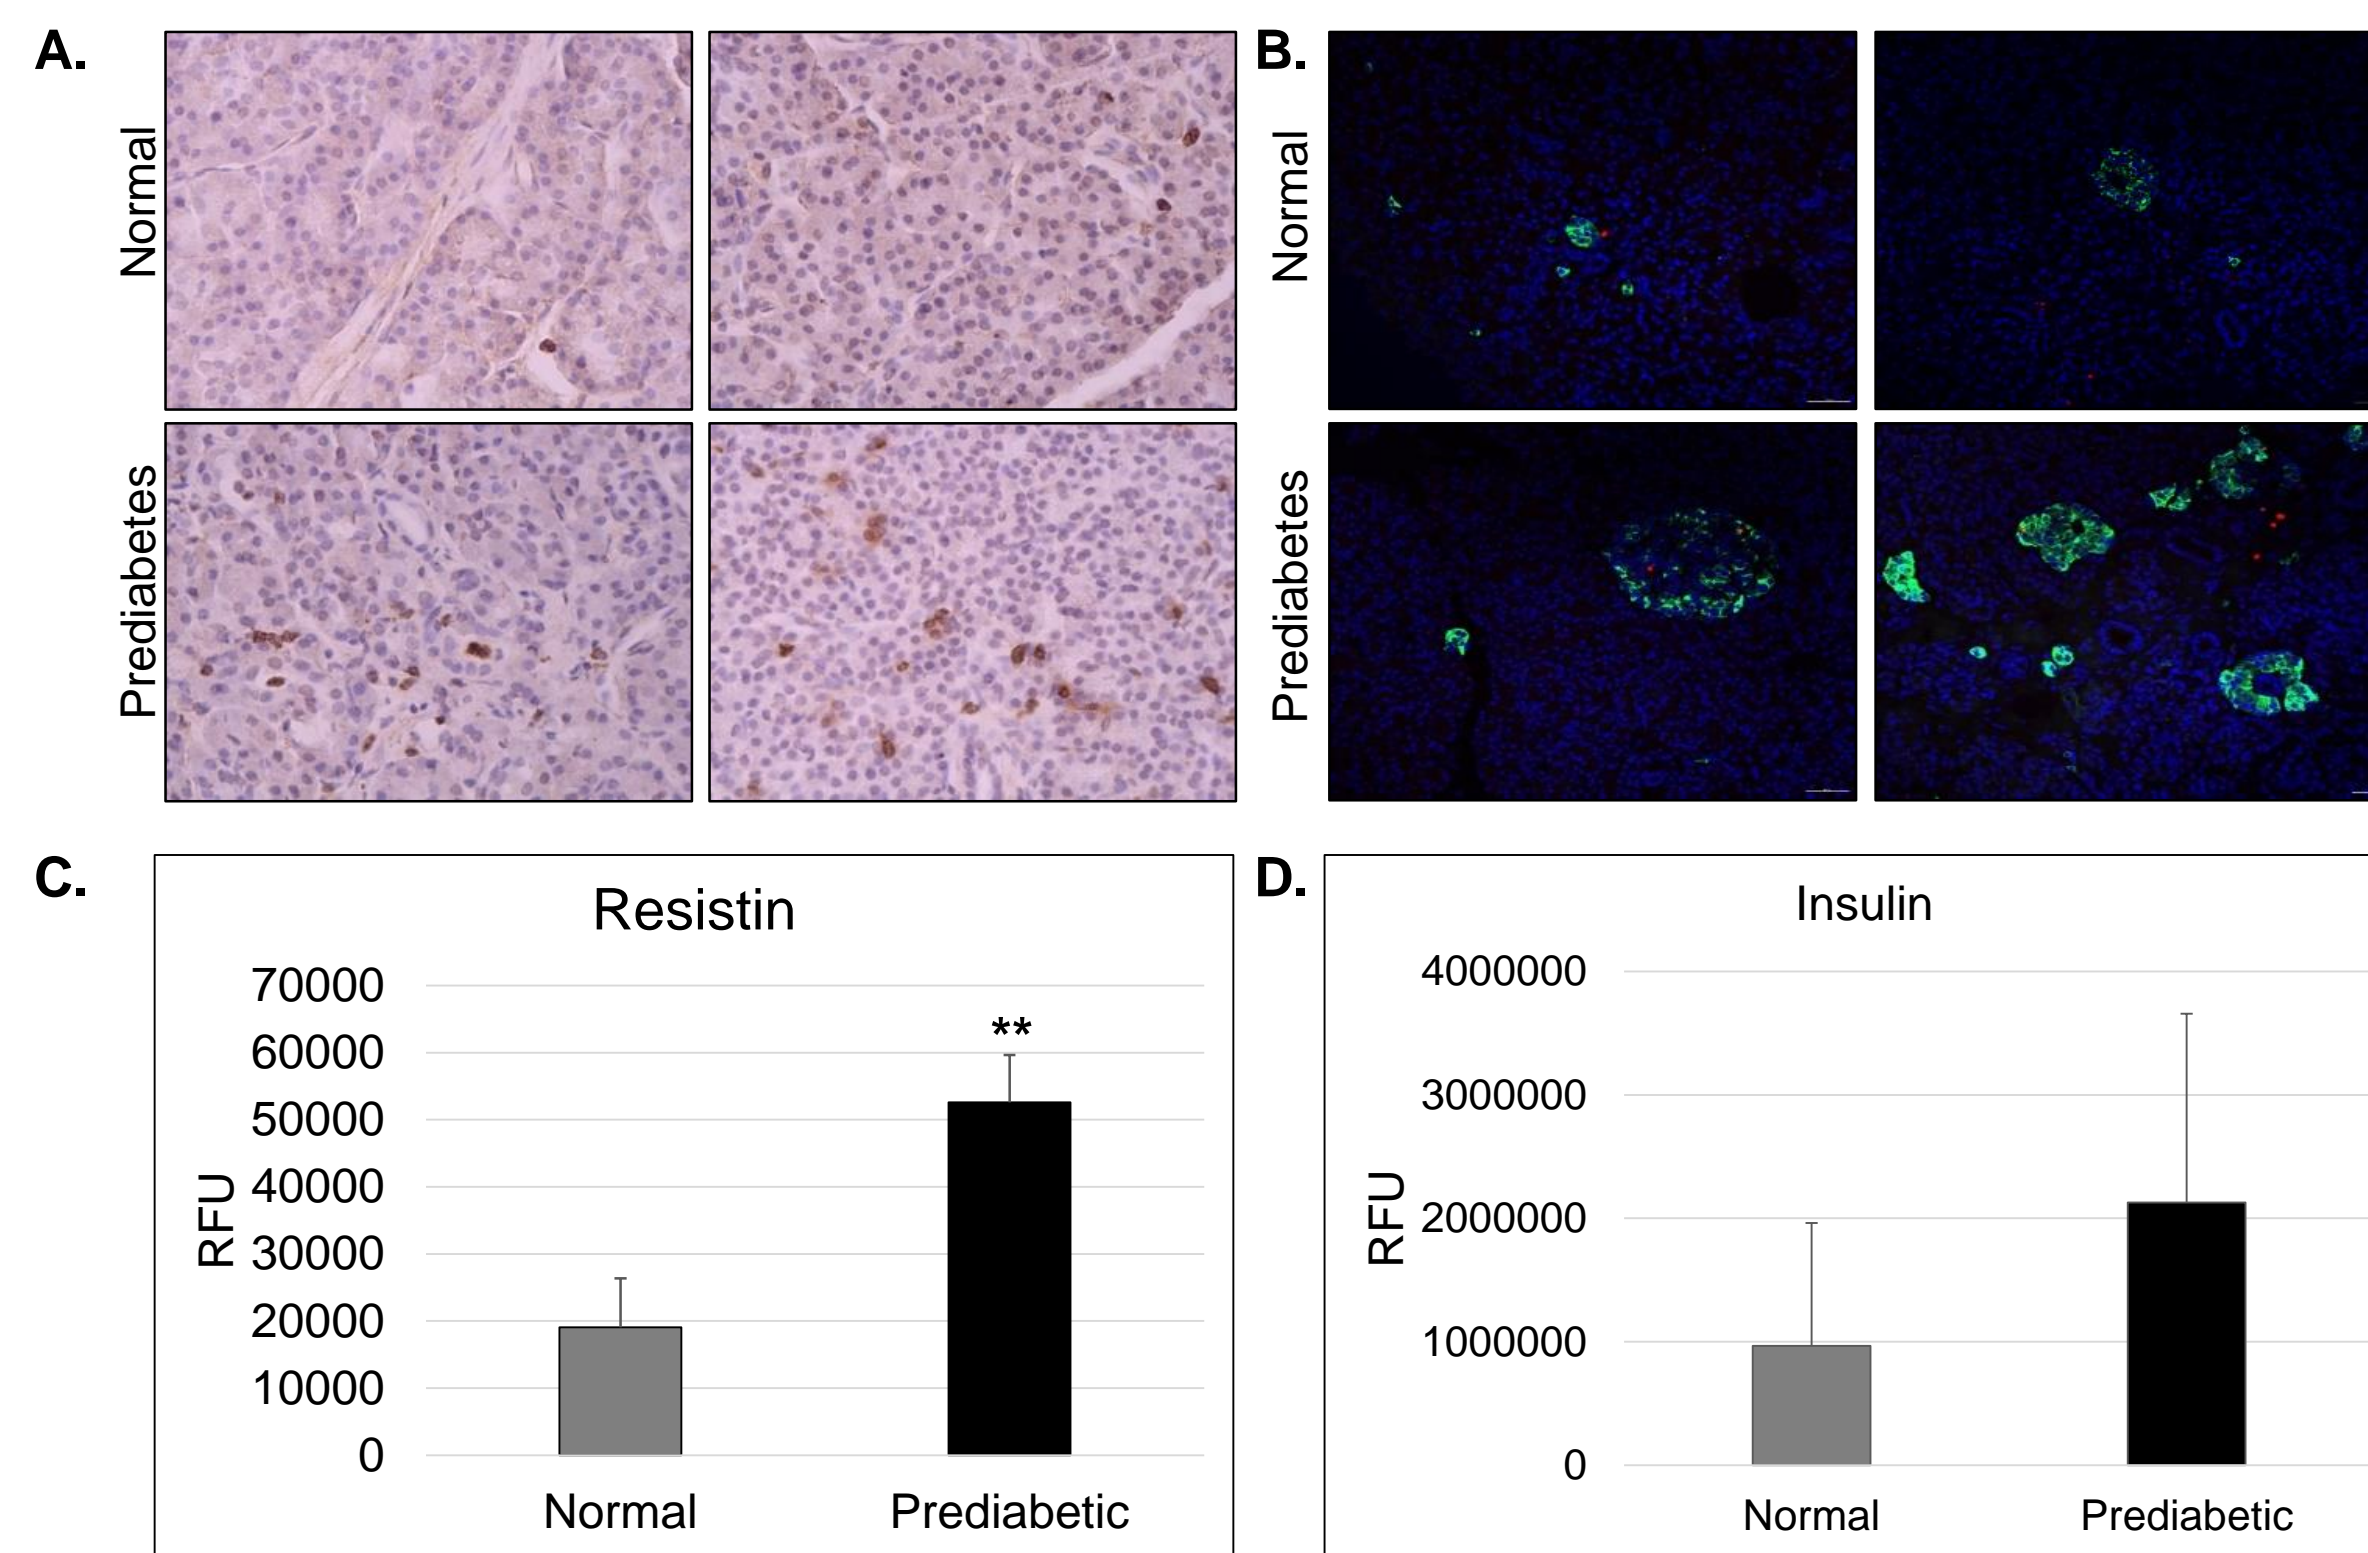 A.
Normal
Prediabetes
B.
Normal
Prediabetes
C.
Resistin
70000
60000
50000
40000
30000
20000
10000
0
RFU
**
Normal
Prediabetic
D.
Insulin
4000000
3000000
2000000
1000000
0
RFU
Normal
Prediabetic